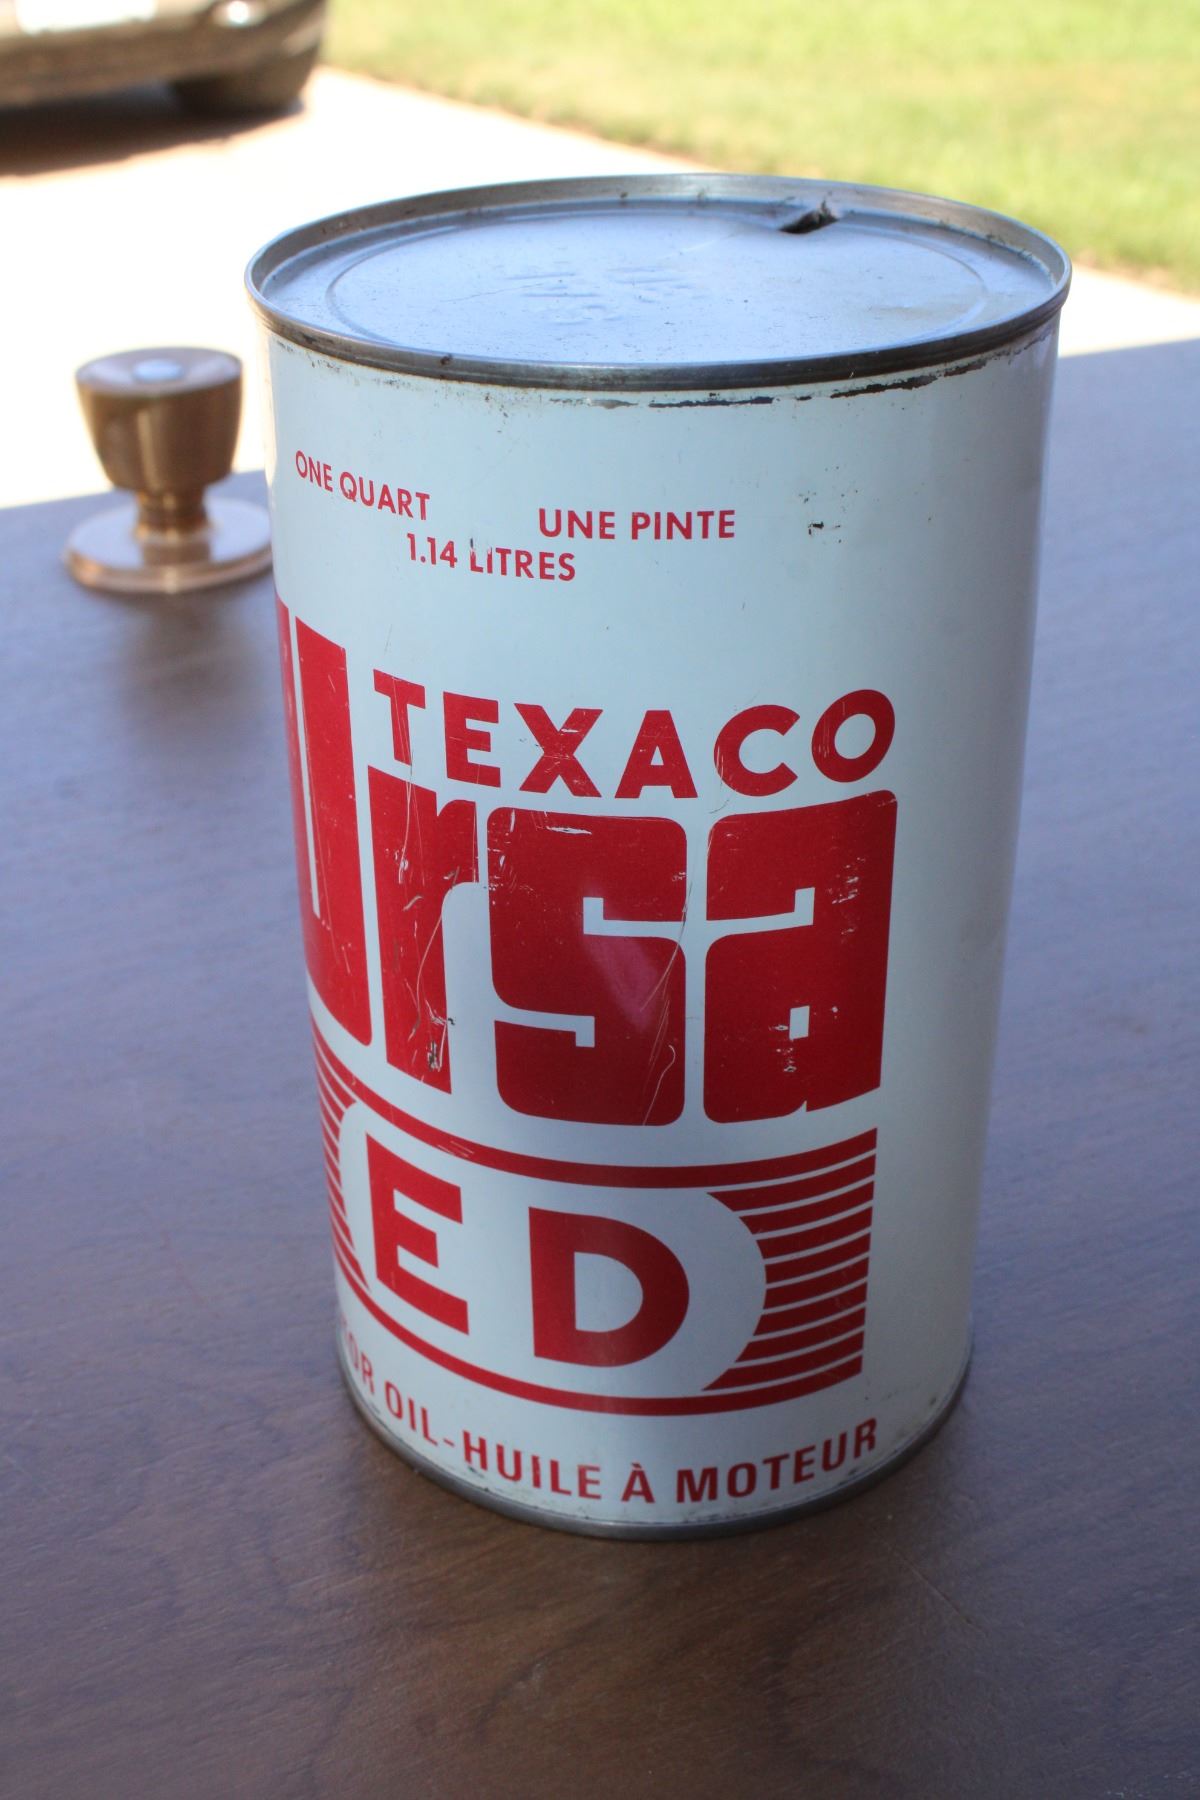 ONE QUART
UNE PINTE
1.14 LITRES
TEXACO
Ursa
ED
OIL-HUILE À MOTEUR